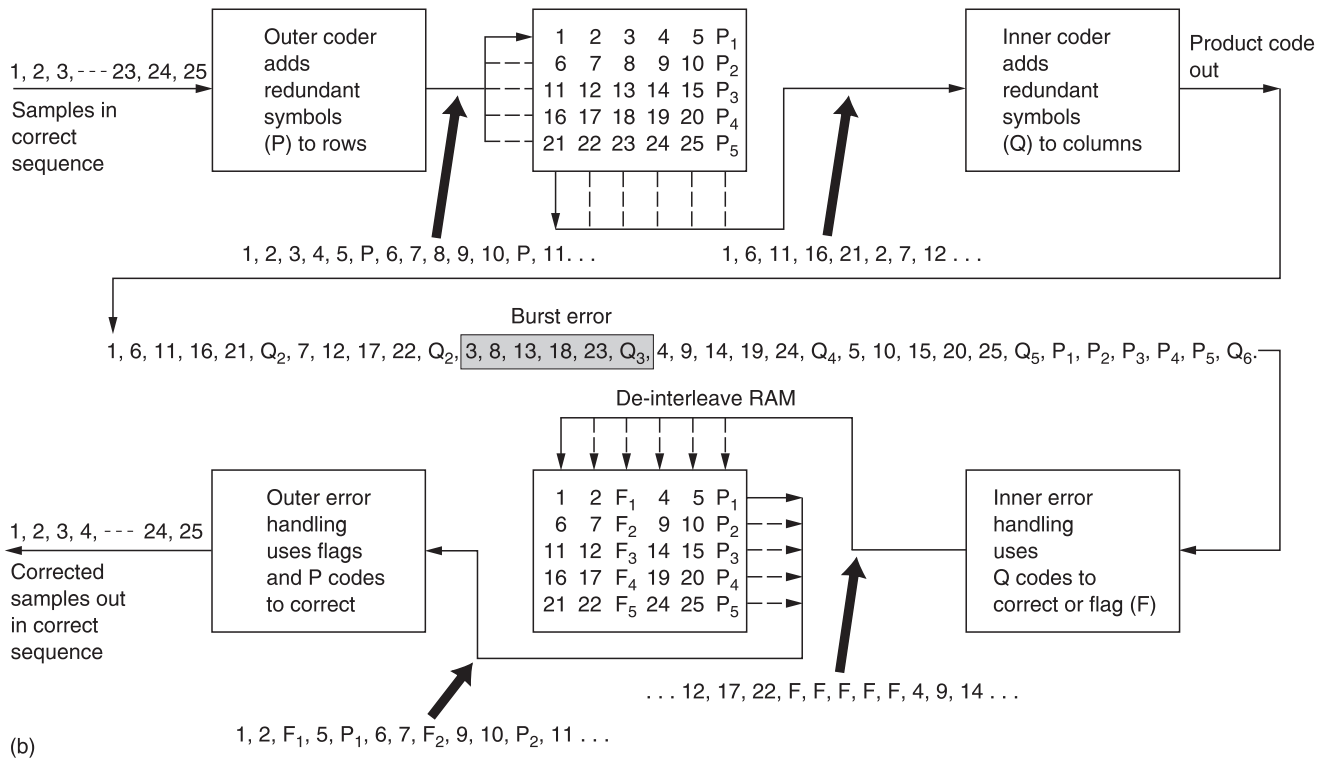 Outer coder
adds
redundant
symbols
(P) to rows
1, 2, 3, --- 23, 24, 25
Samples in
correct
sequence
1 2 3 4 5 P1
6 7 8 9 10 P2
11 12 13 14 15 P3
16 17 18 19 20 P4
21 22 23 24 25 P5
Inner coder
adds
redundant
symbols
(Q) to columns
Product code
out
1, 2, 3, 4, 5, P, 6, 7, 8, 9, 10, P, 11. . .
1, 6, 11, 16, 21, 2, 7, 12 . . .
Burst error
1, 6, 11, 16, 21, Q2, 7, 12, 17, 22, Q2, 3, 8, 13, 18, 23, Q3, 4, 9, 14, 19, 24, Q4, 5, 10, 15, 20, 25, Q5, P1, P2, P3, P4, P5, Q6.
De-interleave RAM
Outer error
handling
uses flags
and P codes
to correct
1, 2, 3, 4, --- 24, 25
Corrected
samples out
in correct
sequence
1 2 F1 4 5 P1
6 7 F2 9 10 P2
11 12 F3 14 15 P3
16 17 F4 19 20 P4
21 22 F5 24 25 P5
Inner error
handling
uses
Q codes to
correct or flag (F)
. . . 12, 17, 22, F, F, F, F, F, 4, 9, 14 . . .
1, 2, F1, 5, P1, 6, 7, F2, 9, 10, P2, 11 . . .
(b)